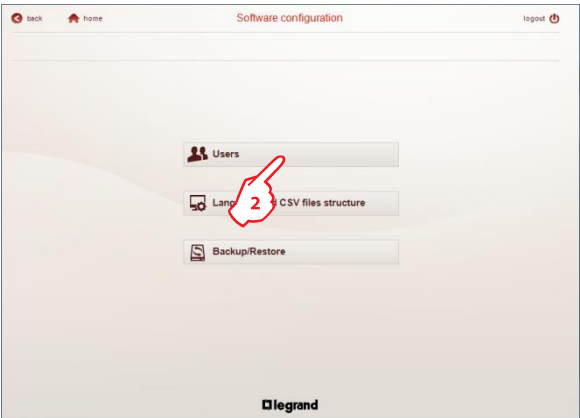 back home Software configuration logout
Users
Lang CSV files structure
2
Backup/Restore
legrand